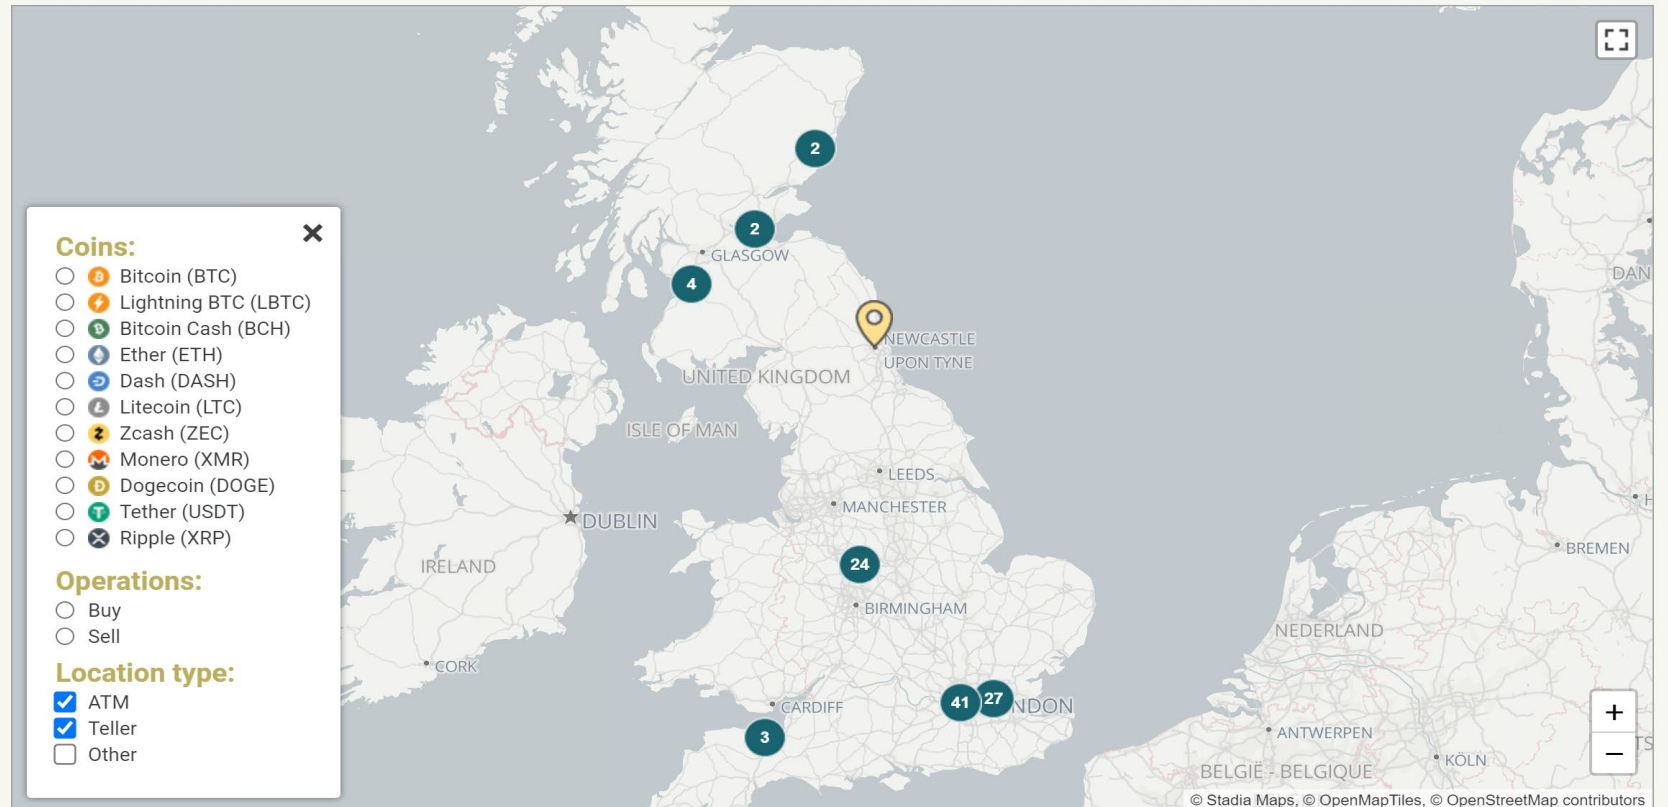 2
2
GLASGOW
4
NEWCASTLE
UPON TYNE
UNITED KINGDOM
ISLE OF MAN
LEEDS
MANCHESTER
DUBLIN
24
IRELAND
BIRMINGHAM
CORK
41
27
NDON
CARDIFF
3
DAN
H
BREMEN
NEDERLAND
ANTWERPEN
KÖLN
BELGIË - BELGIQUE
TS
Coins:
Bitcoin (BTC)
Lightning BTC (LBTC)
Bitcoin Cash (BCH)
Ether (ETH)
Dash (DASH)
Litecoin (LTC)
Zcash (ZEC)
Monero (XMR)
Dogecoin (DOGE)
Tether (USDT)
Ripple (XRP)
Operations:
Buy
Sell
Location type:
ATM
Teller
Other
+
−
© Stadia Maps, © OpenMapTiles, © OpenStreetMap contributors